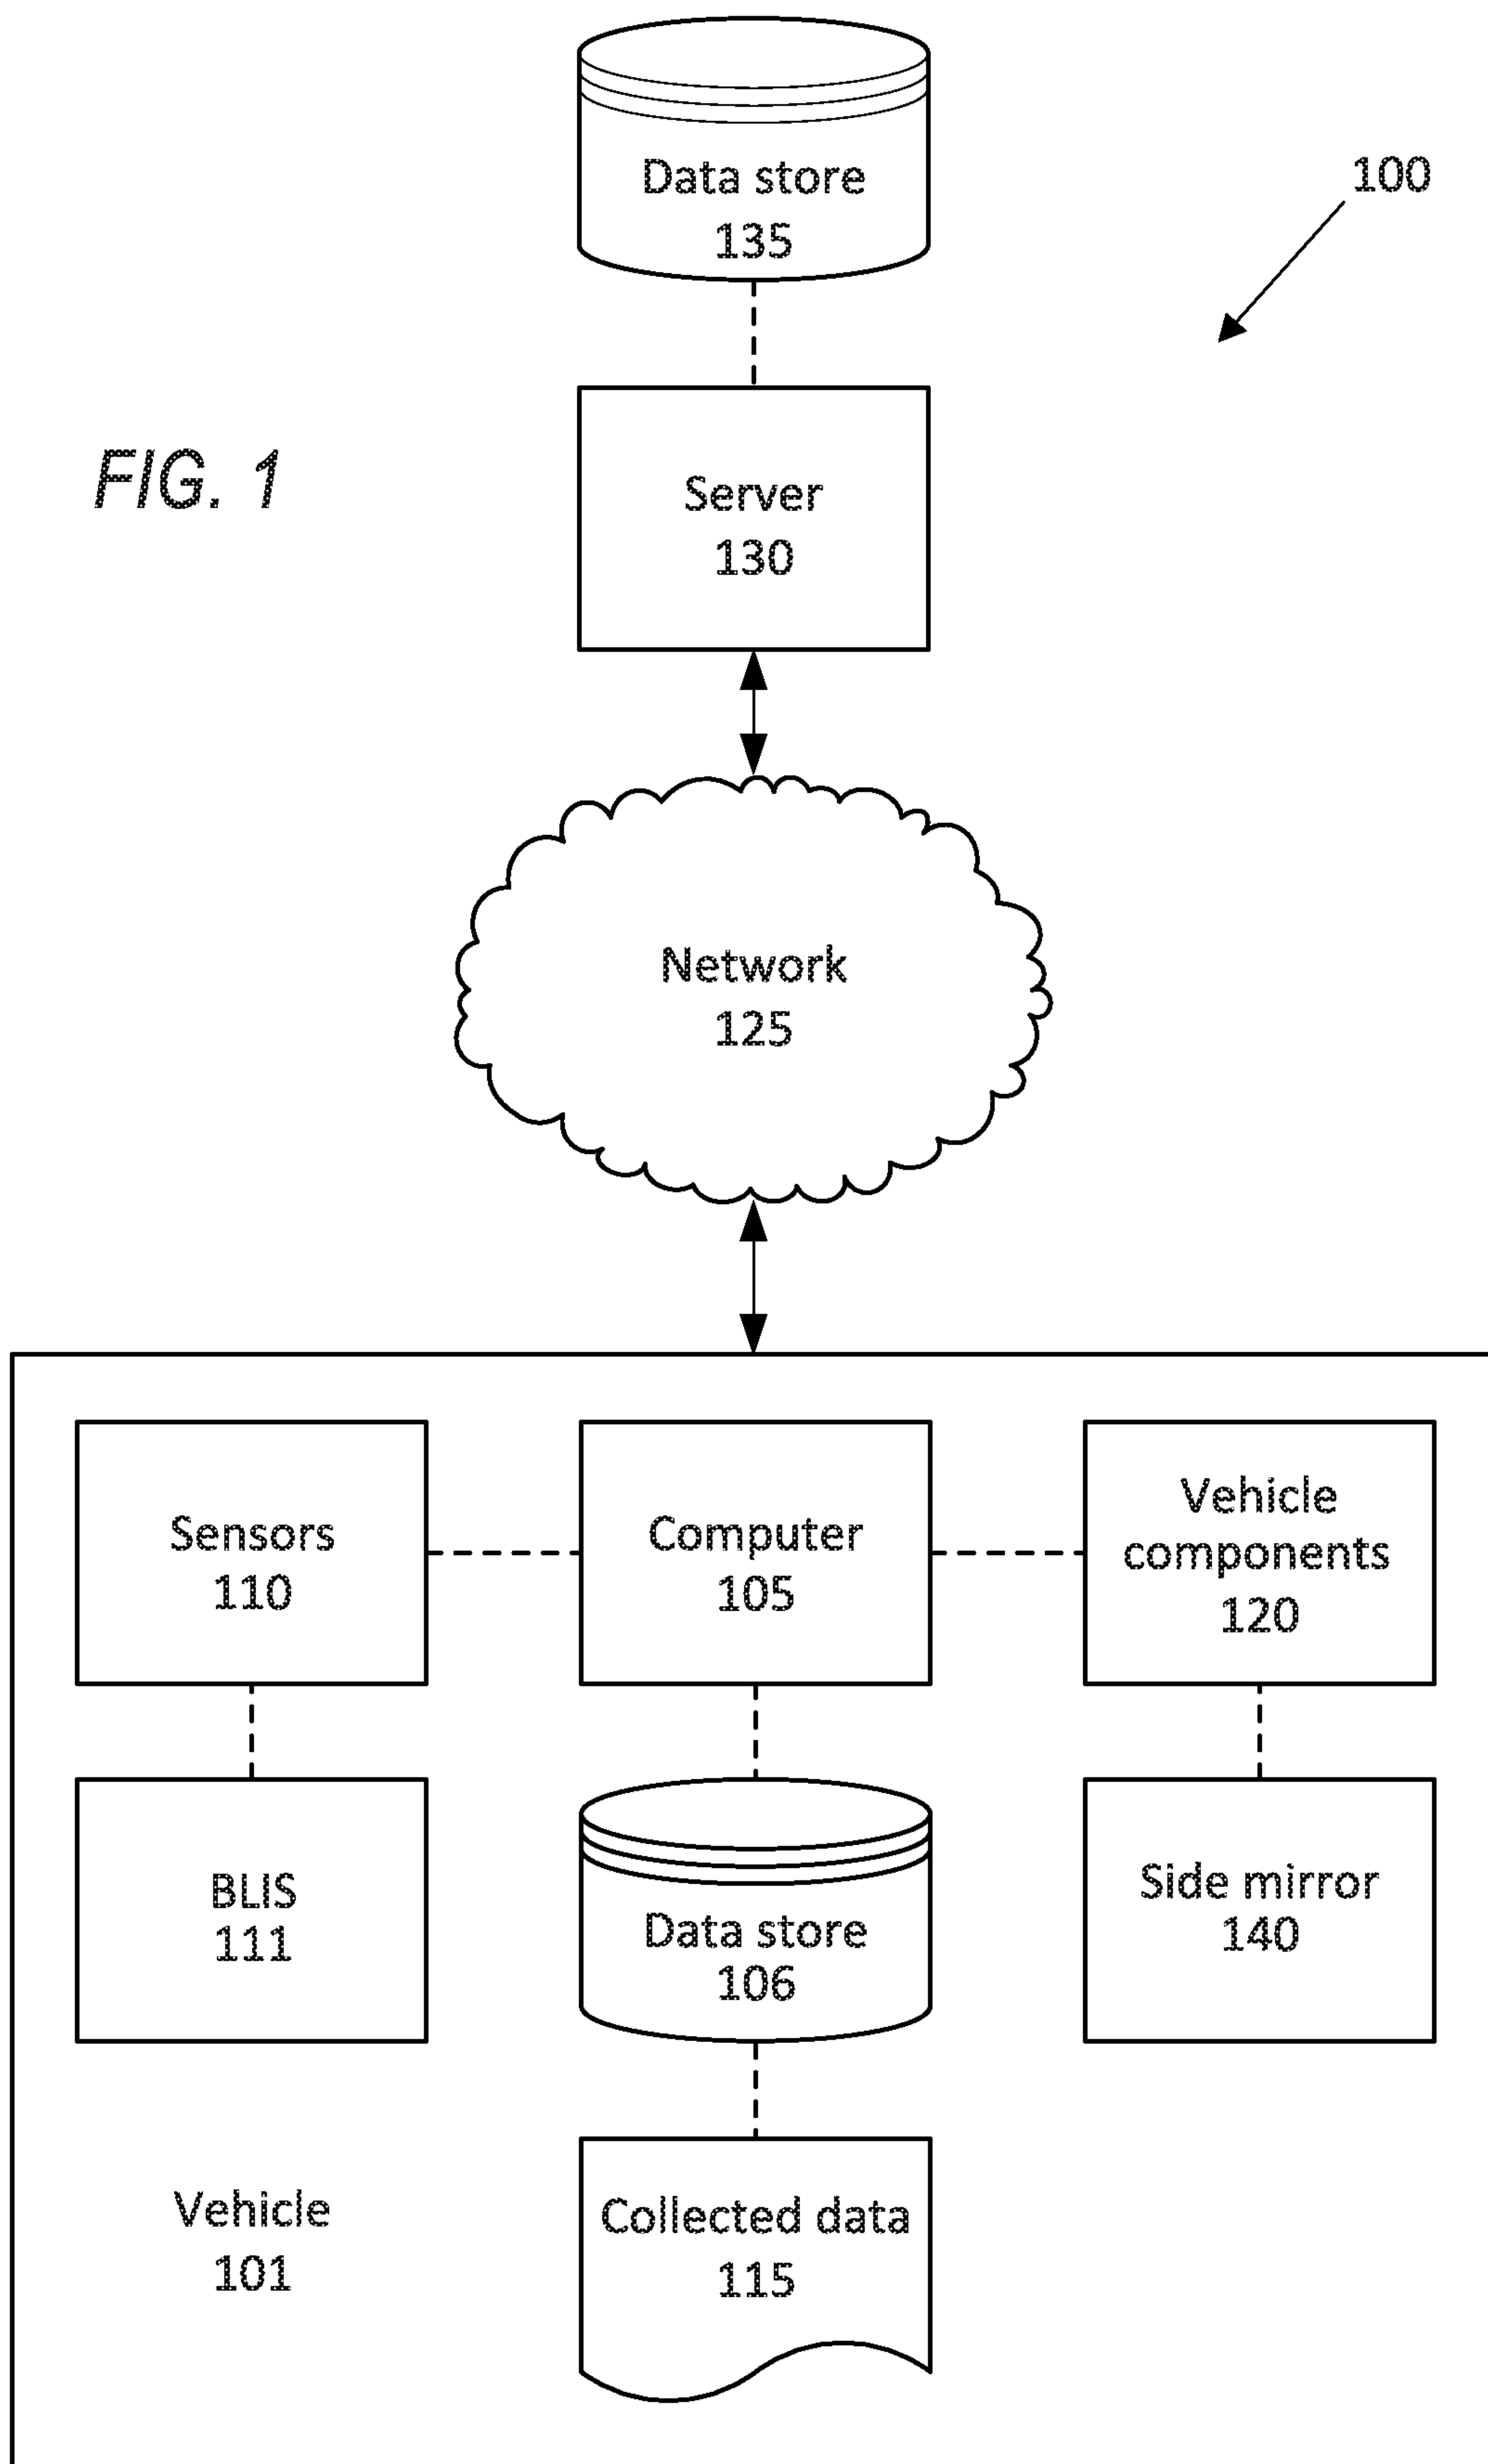 Data store
135
100
FIG. 1
Server
130
Network
125
Sensors
110
Computer
105
Vehicle
components
120
BLIS
111
Data store
106
Side mirror
140
Vehicle
101
Collected data
115